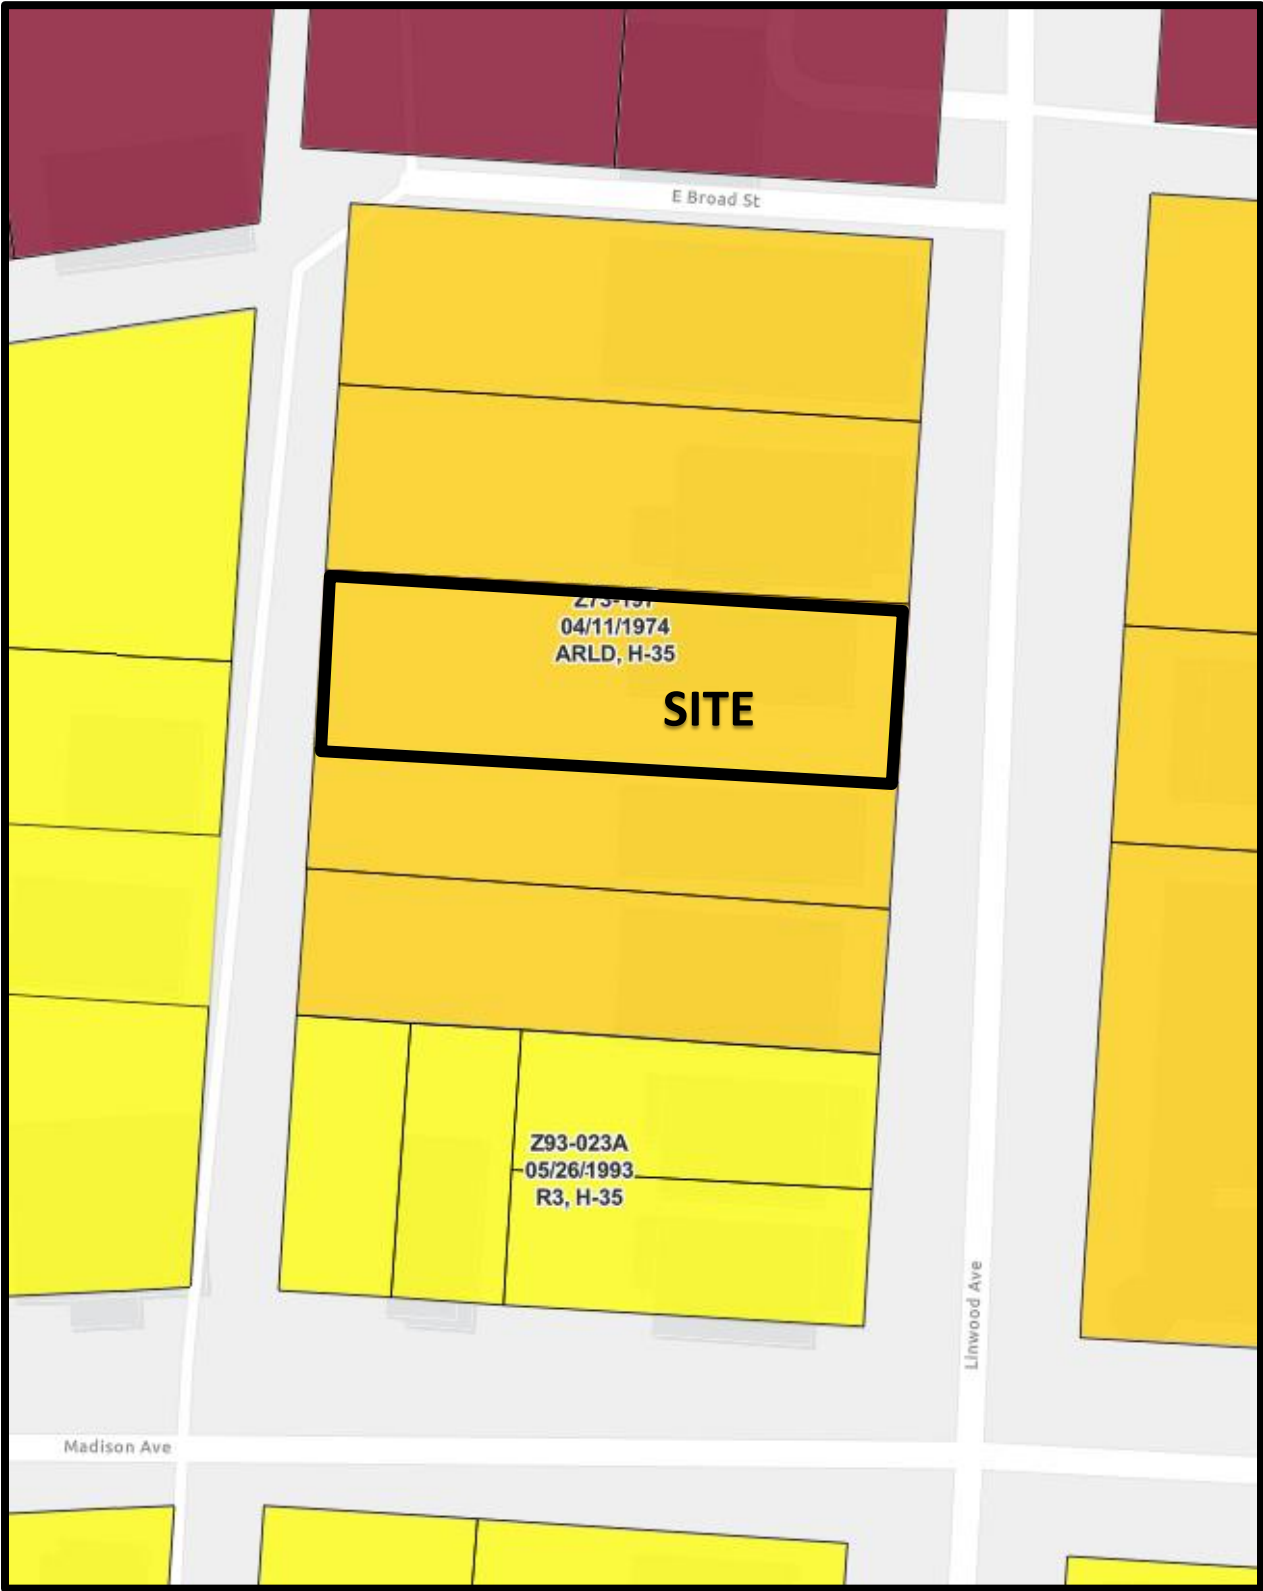 E Broad St
04/11/1974
ARLD, H-35
SITE
Z93-023A
05/26/1993
R3, H-35
Linwood Ave
Madison Ave